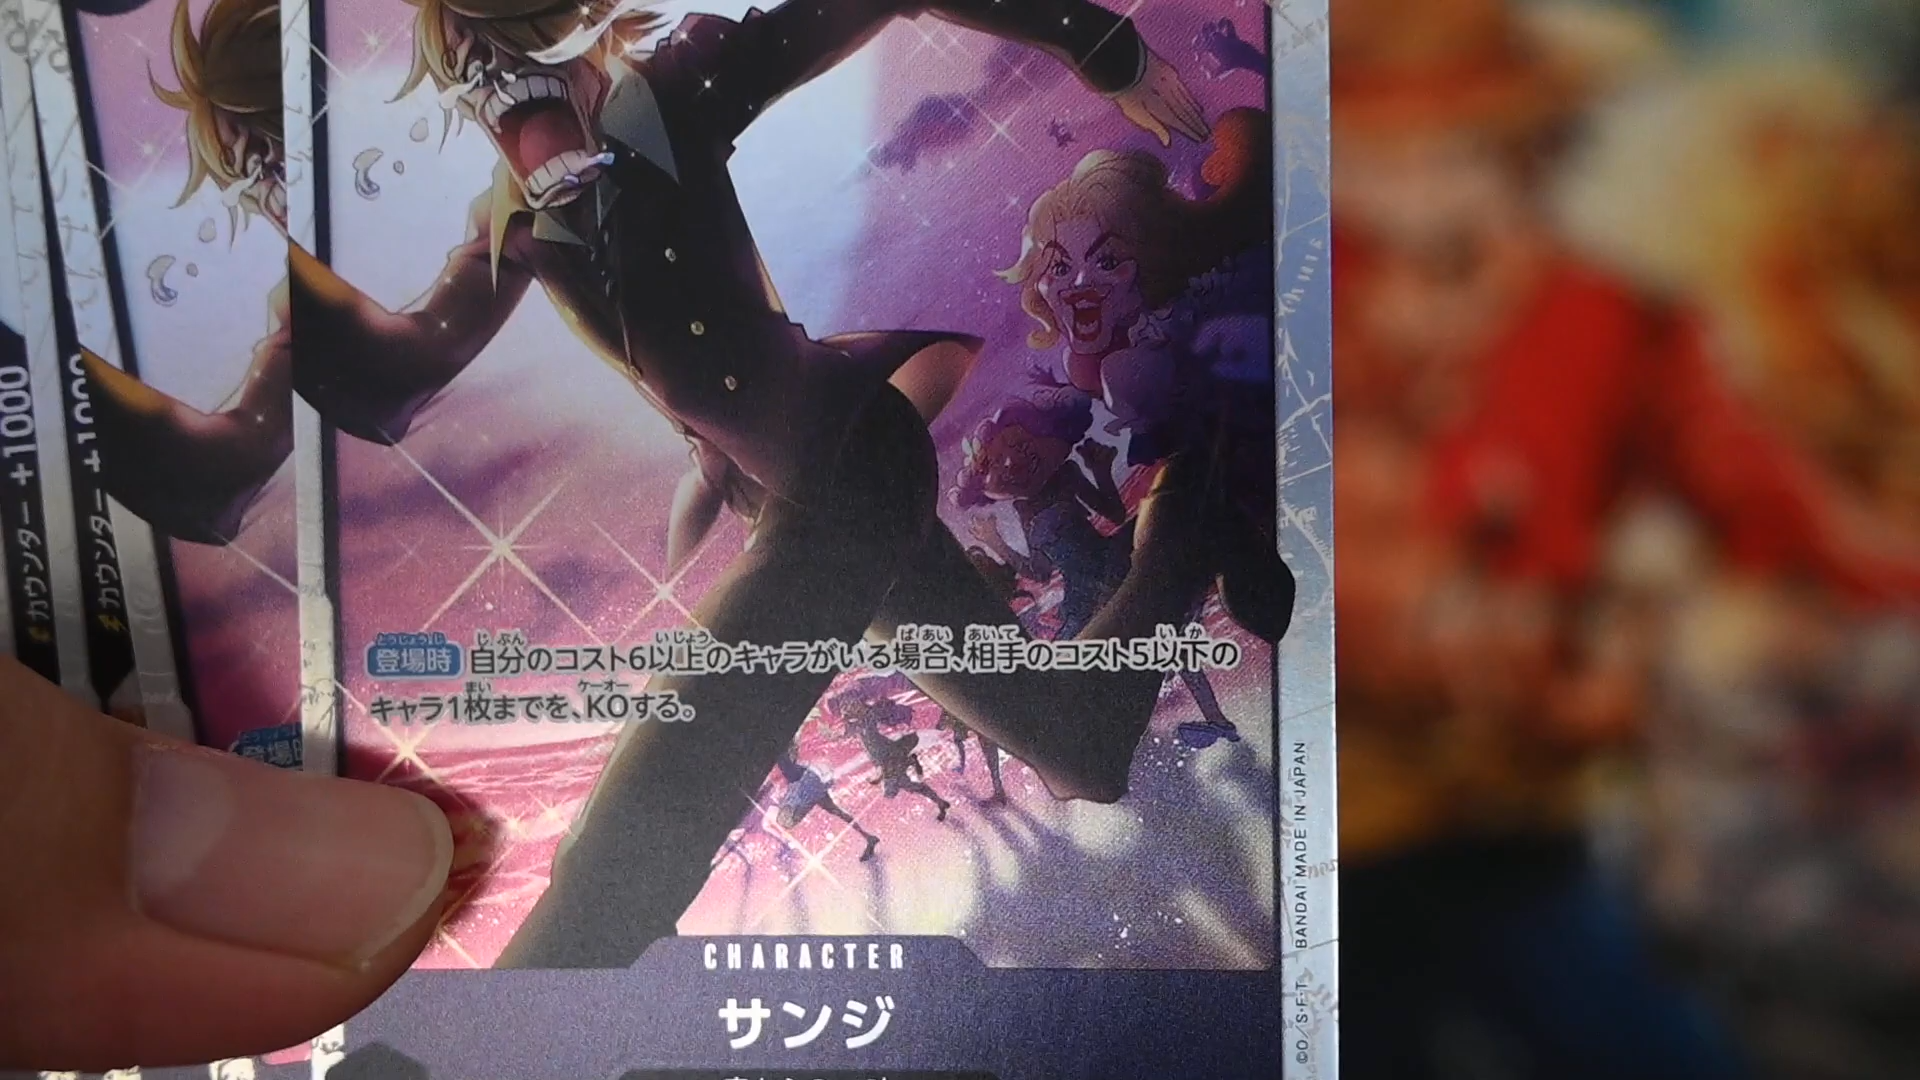 カウンター +1000
カウンター +1000
登場時 自分のコスト6以上のキャラがいる場合、相手のコスト5以下の
キャラ1枚までを、KOする。
登場時
CHARACTER
サンジ
©O/S・F・T BANDAI MADE IN JAPAN